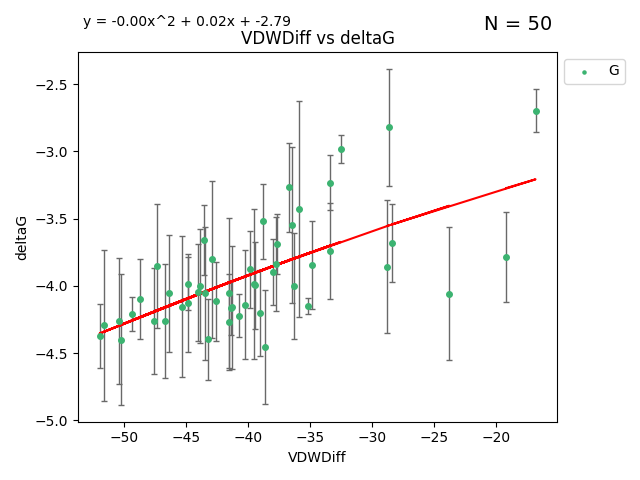 y = -0.00x^2 + 0.02x + -2.79
N = 50
VDWDiff vs deltaG
G
deltaG
−2.5
−3.0
−3.5
−4.0
−4.5
−5.0
−50
−45
−40
−35
−30
−25
−20
VDWDiff